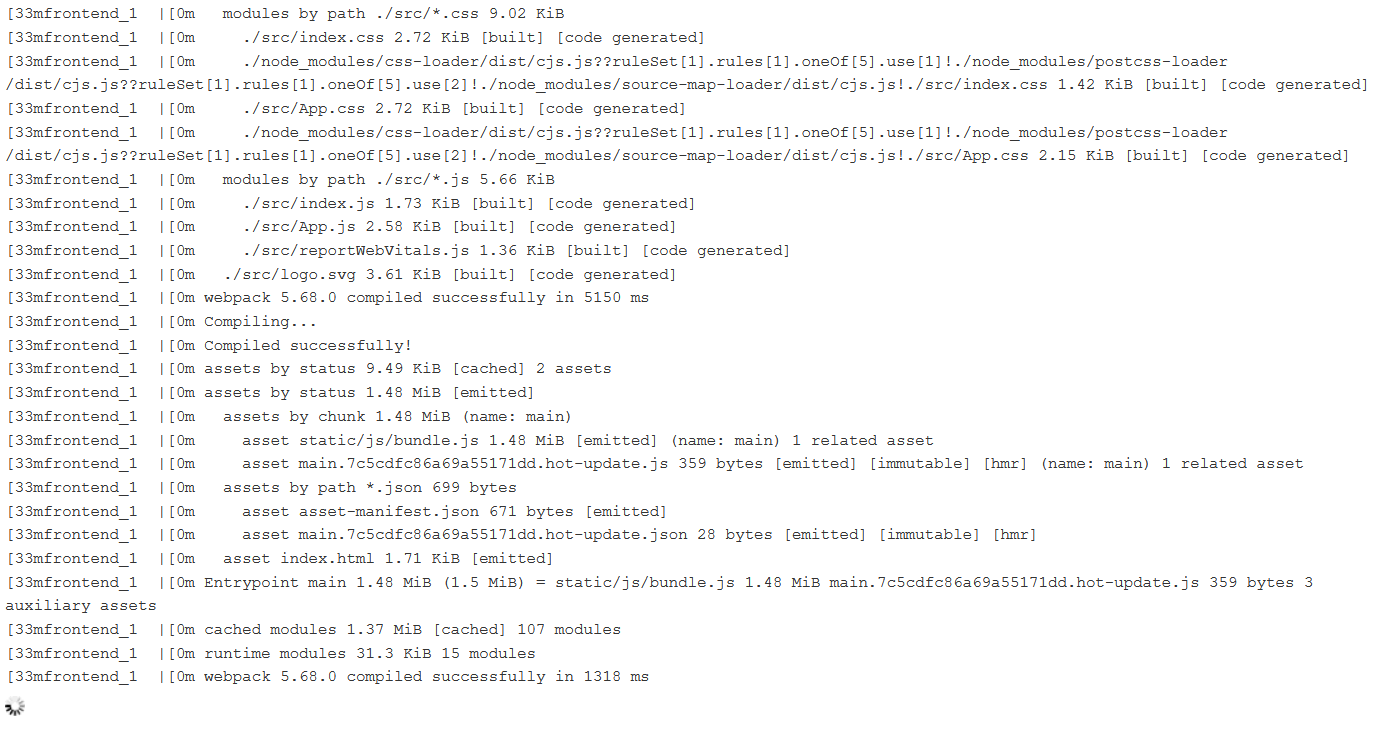 [33mfrontend_1  |[0m   modules by path ./src/*.css 9.02 KiB
[33mfrontend_1  |[0m     ./src/index.css 2.72 KiB [built] [code generated]
[33mfrontend_1  |[0m     ./node_modules/css-loader/dist/cjs.js??ruleSet[1].rules[1].oneOf[5].use[1]!./node_modules/postcss-loader
/dist/cjs.js??ruleSet[1].rules[1].oneOf[5].use[2]!./node_modules/source-map-loader/dist/cjs.js!./src/index.css 1.42 KiB [built] [code generated]
[33mfrontend_1  |[0m     ./src/App.css 2.72 KiB [built] [code generated]
[33mfrontend_1  |[0m     ./node_modules/css-loader/dist/cjs.js??ruleSet[1].rules[1].oneOf[5].use[1]!./node_modules/postcss-loader
/dist/cjs.js??ruleSet[1].rules[1].oneOf[5].use[2]!./node_modules/source-map-loader/dist/cjs.js!./src/App.css 2.15 KiB [built] [code generated]
[33mfrontend_1  |[0m   modules by path ./src/*.js 5.66 KiB
[33mfrontend_1  |[0m     ./src/index.js 1.73 KiB [built] [code generated]
[33mfrontend_1  |[0m     ./src/App.js 2.58 KiB [built] [code generated]
[33mfrontend_1  |[0m     ./src/reportWebVitals.js 1.36 KiB [built] [code generated]
[33mfrontend_1  |[0m   ./src/logo.svg 3.61 KiB [built] [code generated]
[33mfrontend_1  |[0m webpack 5.68.0 compiled successfully in 5150 ms
[33mfrontend_1  |[0m Compiling...
[33mfrontend_1  |[0m Compiled successfully!
[33mfrontend_1  |[0m assets by status 9.49 KiB [cached] 2 assets
[33mfrontend_1  |[0m assets by status 1.48 MiB [emitted]
[33mfrontend_1  |[0m   assets by chunk 1.48 MiB (name: main)
[33mfrontend_1  |[0m     asset static/js/bundle.js 1.48 MiB [emitted] (name: main) 1 related asset
[33mfrontend_1  |[0m     asset main.7c5cdfc86a69a55171dd.hot-update.js 359 bytes [emitted] [immutable] [hmr] (name: main) 1 related asset
[33mfrontend_1  |[0m   assets by path *.json 699 bytes
[33mfrontend_1  |[0m     asset asset-manifest.json 671 bytes [emitted]
[33mfrontend_1  |[0m     asset main.7c5cdfc86a69a55171dd.hot-update.json 28 bytes [emitted] [immutable] [hmr]
[33mfrontend_1  |[0m   asset index.html 1.71 KiB [emitted]
[33mfrontend_1  |[0m Entrypoint main 1.48 MiB (1.5 MiB) = static/js/bundle.js 1.48 MiB main.7c5cdfc86a69a55171dd.hot-update.js 359 bytes 3
auxiliary assets
[33mfrontend_1  |[0m cached modules 1.37 MiB [cached] 107 modules
[33mfrontend_1  |[0m runtime modules 31.3 KiB 15 modules
[33mfrontend_1  |[0m webpack 5.68.0 compiled successfully in 1318 ms